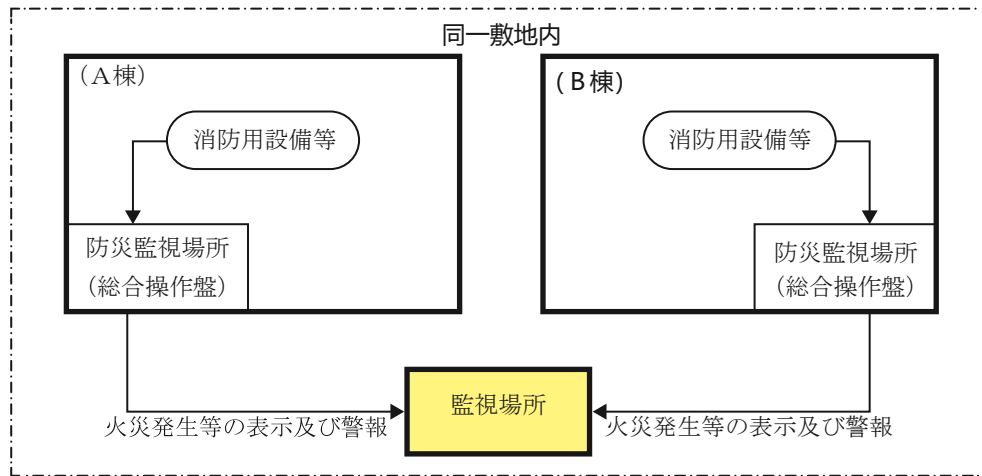 同一敷地内
（A棟）
消防用設備等
防災監視場所
（総合操作盤）
（B棟）
消防用設備等
防災監視場所
（総合操作盤）
監視場所
火災発生等の表示及び警報
火災発生等の表示及び警報